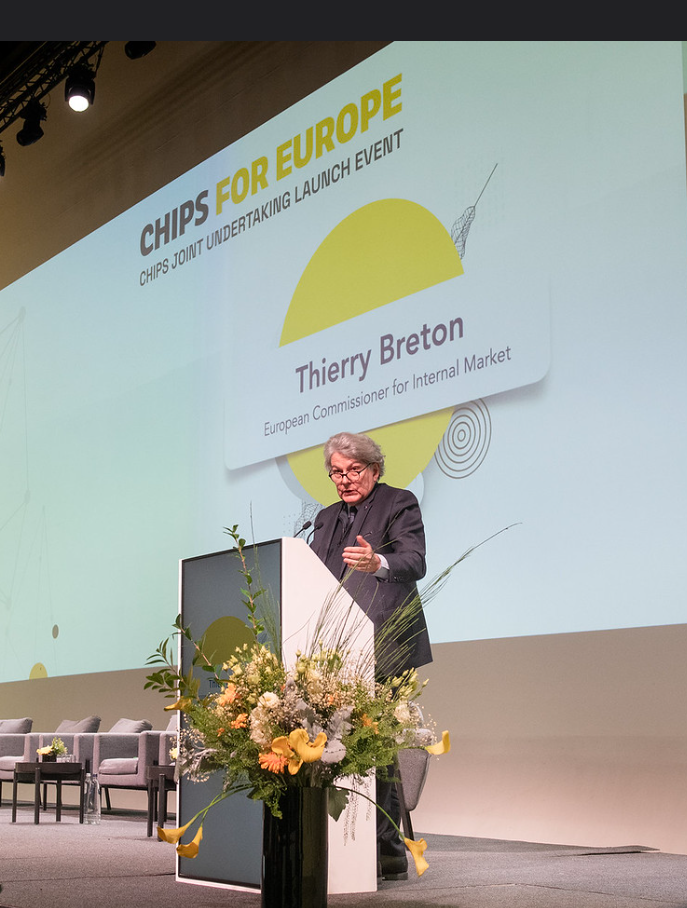 CHIPS FOR EUROPE
CHIPS JOINT UNDERTAKING LAUNCH EVENT
Thierry Breton
European Commissioner for Internal Market